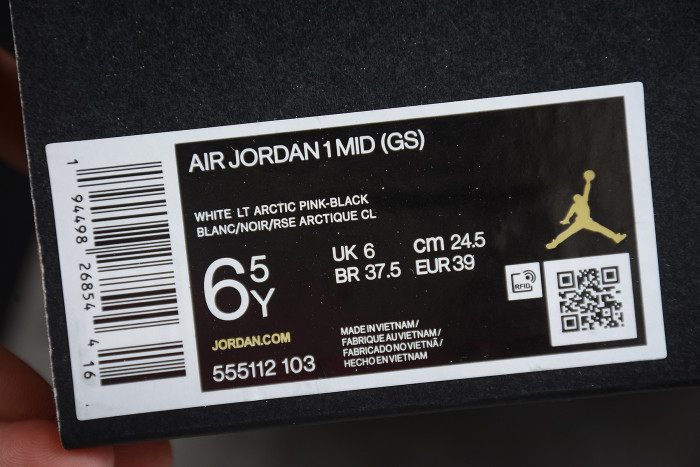 AIR JORDAN 1 MID (GS)
WHITE LT ARCTIC PINK-BLACK
BLANC/NOIR/RSE ARCTIQUE CL
6 5Y
UK 6 cm 24.5
BR 37.5 EUR 39
JORDAN.COM
555112 103
MADE IN VIETNAM/
FABRIQUE AU VIETNAM/
FABRICADO NO VIETNÃ/
HECHO EN VIETNAM
RFID
1 94498 26854 4 16